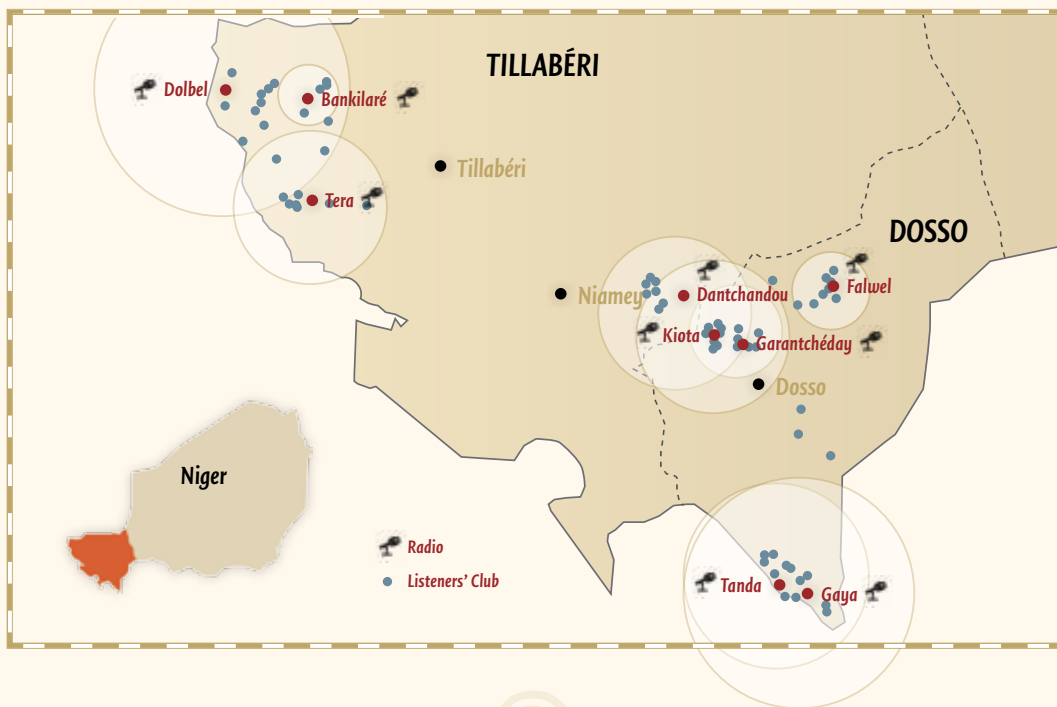 TILLABÉRI
Dolbel
Bankilaré
Tillabéri
Tera
DOSSO
Niamey
Dantchandou
Falwel
Kiota
Garantchéday
Dosso
Niger
Radio
Listeners' Club
Tanda
Gaya